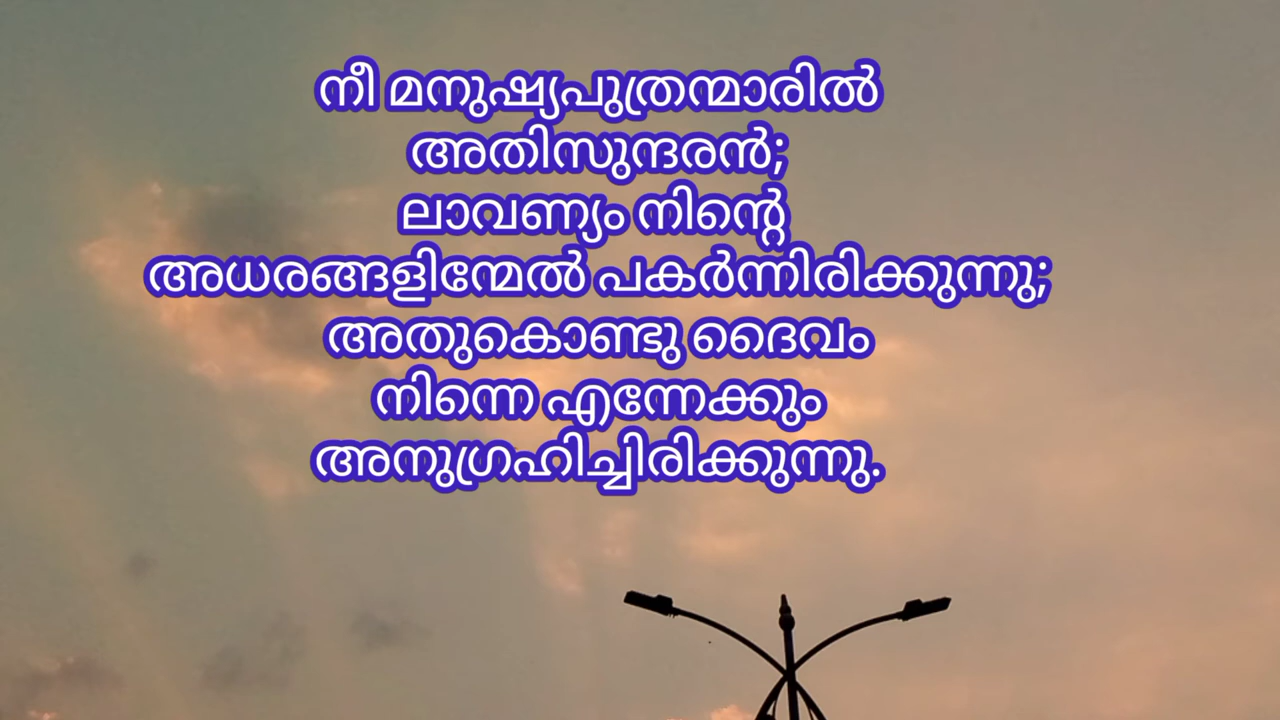 നീ മനുഷ്യപുത്രന്മാരിൽ
അതിസുന്ദരൻ;
ലാവണ്യം നിന്റെ
അധരങ്ങളിന്മേൽ പകർന്നിരിക്കുന്നു;
അതുകൊണ്ടു ദൈവം
നിന്നെ എന്നേക്കും
അനുഗ്രഹിച്ചിരിക്കുന്നു.